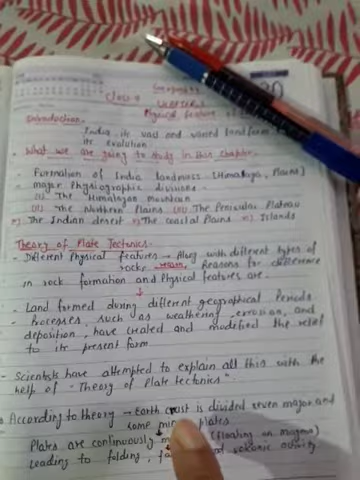 Geography
Class-9
Physical feature of
Introduction-
India its vast and varied landform &
its evolution
- What we are going to study in this chapter-
- Formation of India landmass (Himalaya, Plains)
- major Physiographic divisions-
(i) The Himalayan mountain
(ii) The Northern Plains (iii) The Penisular Plateau
iv) The Indian desert v) The coastal Plains vi) Islands
Theory of Plate Tectonics-
- Different Physical features → Along with different types of
rocks Reasons for difference
in rock formation and Physical features are.
↓
- Land formed during different geographical Periods
- Processes, such as weathering, erosion, and
deposition, have created and modified the relief
to its present form.
- Scientists have attempted to explain all this with the
help of "Theory of Plate tectonics".
According to theory → Earth crust is divided seven major and
some plates
Plates are continuously (floating on magma)
Leading to folding, volcanic activity.